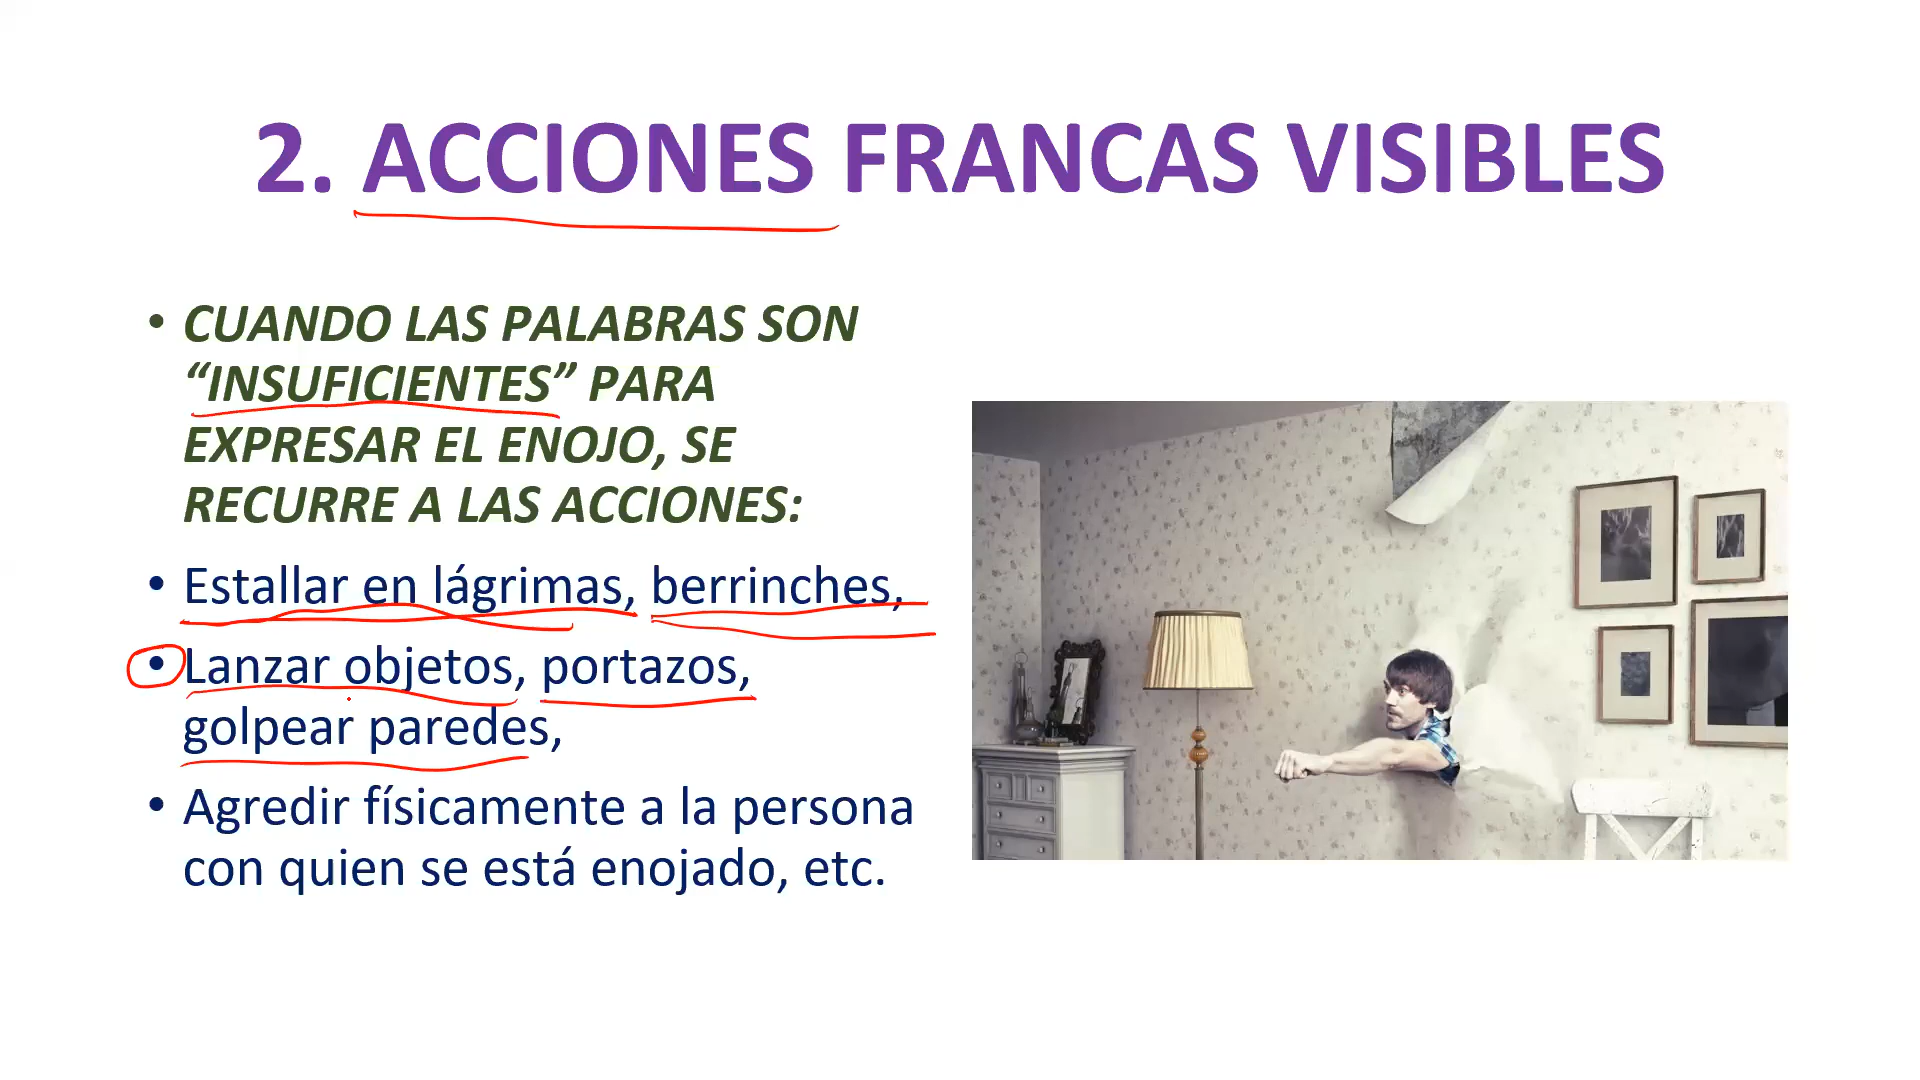 2. ACCIONES FRANCAS VISIBLES
• CUANDO LAS PALABRAS SON
“INSUFICIENTES” PARA
EXPRESAR EL ENOJO, SE
RECURRE A LAS ACCIONES:
• Estallar en lágrimas, berrinches,
• Lanzar objetos, portazos,
golpear paredes,
• Agredir físicamente a la persona
con quien se está enojado, etc.